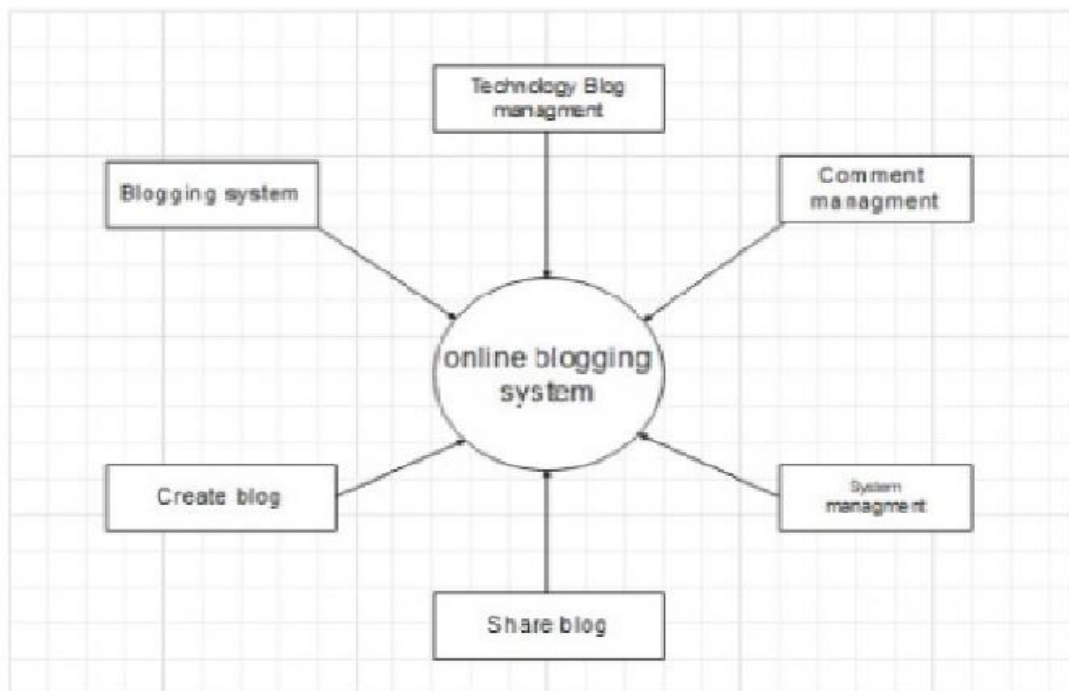 Technology Blog
managment
Blogging system
Comment
managment
online blogging
system
Create blog
System
managment
Share blog